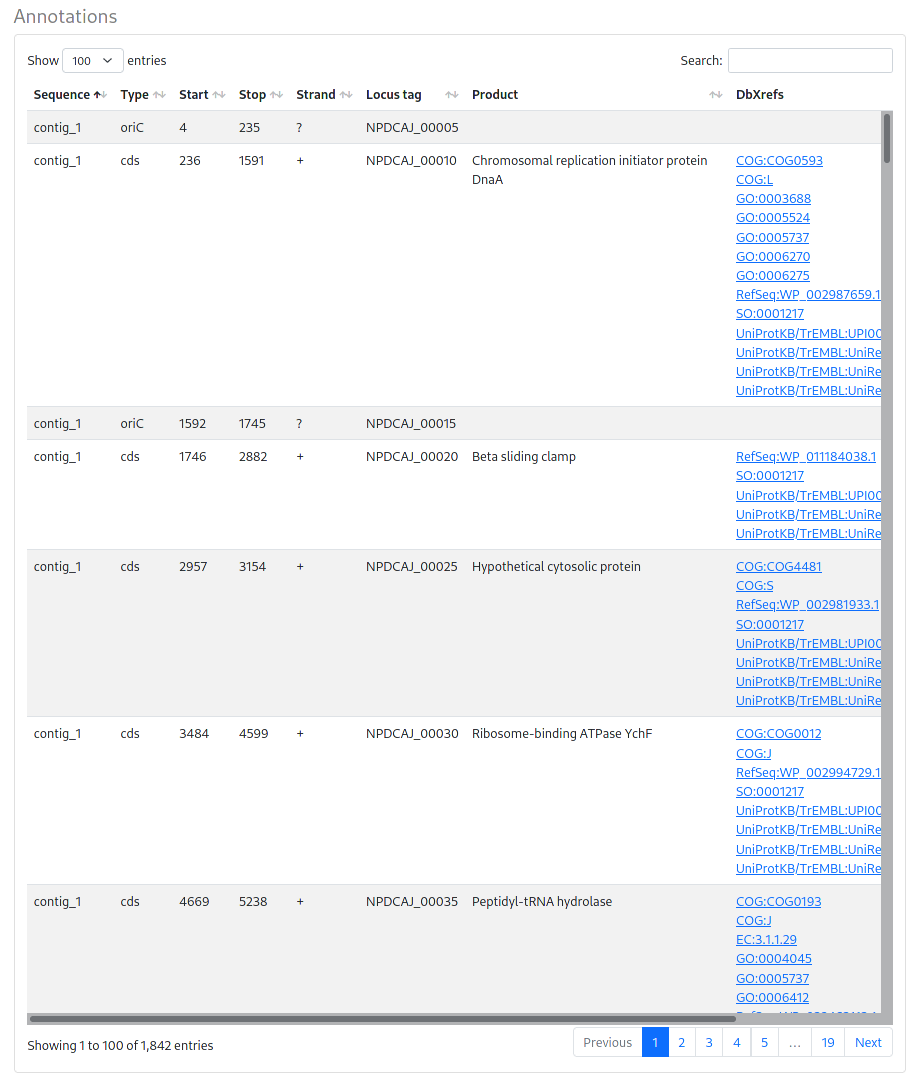 Annotations
Show 100 entries
Search:
Sequence Type Start Stop Strand Locus tag Product DbXrefs
contig_1 oriC 4 235 ? NPDCAJ_00005
contig_1 cds 236 1591 + NPDCAJ_00010 Chromosomal replication initiator protein DnaA
COG:COG0593
COG:L
GO:0003688
GO:0005524
GO:0005737
GO:0006270
GO:0006275
RefSeq:WP_002987659.1
SO:0001217
UniProtKB/TrEMBL:UPI00
UniProtKB/TrEMBL:UniRe
UniProtKB/TrEMBL:UniRe
UniProtKB/TrEMBL:UniRe
contig_1 oriC 1592 1745 ? NPDCAJ_00015
contig_1 cds 1746 2882 + NPDCAJ_00020 Beta sliding clamp RefSeq:WP_011184038.1
SO:0001217
UniProtKB/TrEMBL:UPI00
UniProtKB/TrEMBL:UniRe
UniProtKB/TrEMBL:UniRe
contig_1 cds 2957 3154 + NPDCAJ_00025 Hypothetical cytosolic protein COG:COG4481
COG:S
RefSeq:WP_002981933.1
SO:0001217
UniProtKB/TrEMBL:UPI00
UniProtKB/TrEMBL:UniRe
UniProtKB/TrEMBL:UniRe
UniProtKB/TrEMBL:UniRe
contig_1 cds 3484 4599 + NPDCAJ_00030 Ribosome-binding ATPase YchF COG:COG0012
COG:J
RefSeq:WP_002994729.1
SO:0001217
UniProtKB/TrEMBL:UPI00
UniProtKB/TrEMBL:UniRe
UniProtKB/TrEMBL:UniRe
UniProtKB/TrEMBL:UniRe
contig_1 cds 4669 5238 + NPDCAJ_00035 Peptidyl-tRNA hydrolase COG:COG0193
COG:J
EC:3.1.1.29
GO:0004045
GO:0005737
GO:0006412
Showing 1 to 100 of 1,842 entries
Previous 1 2 3 4 5 … 19 Next